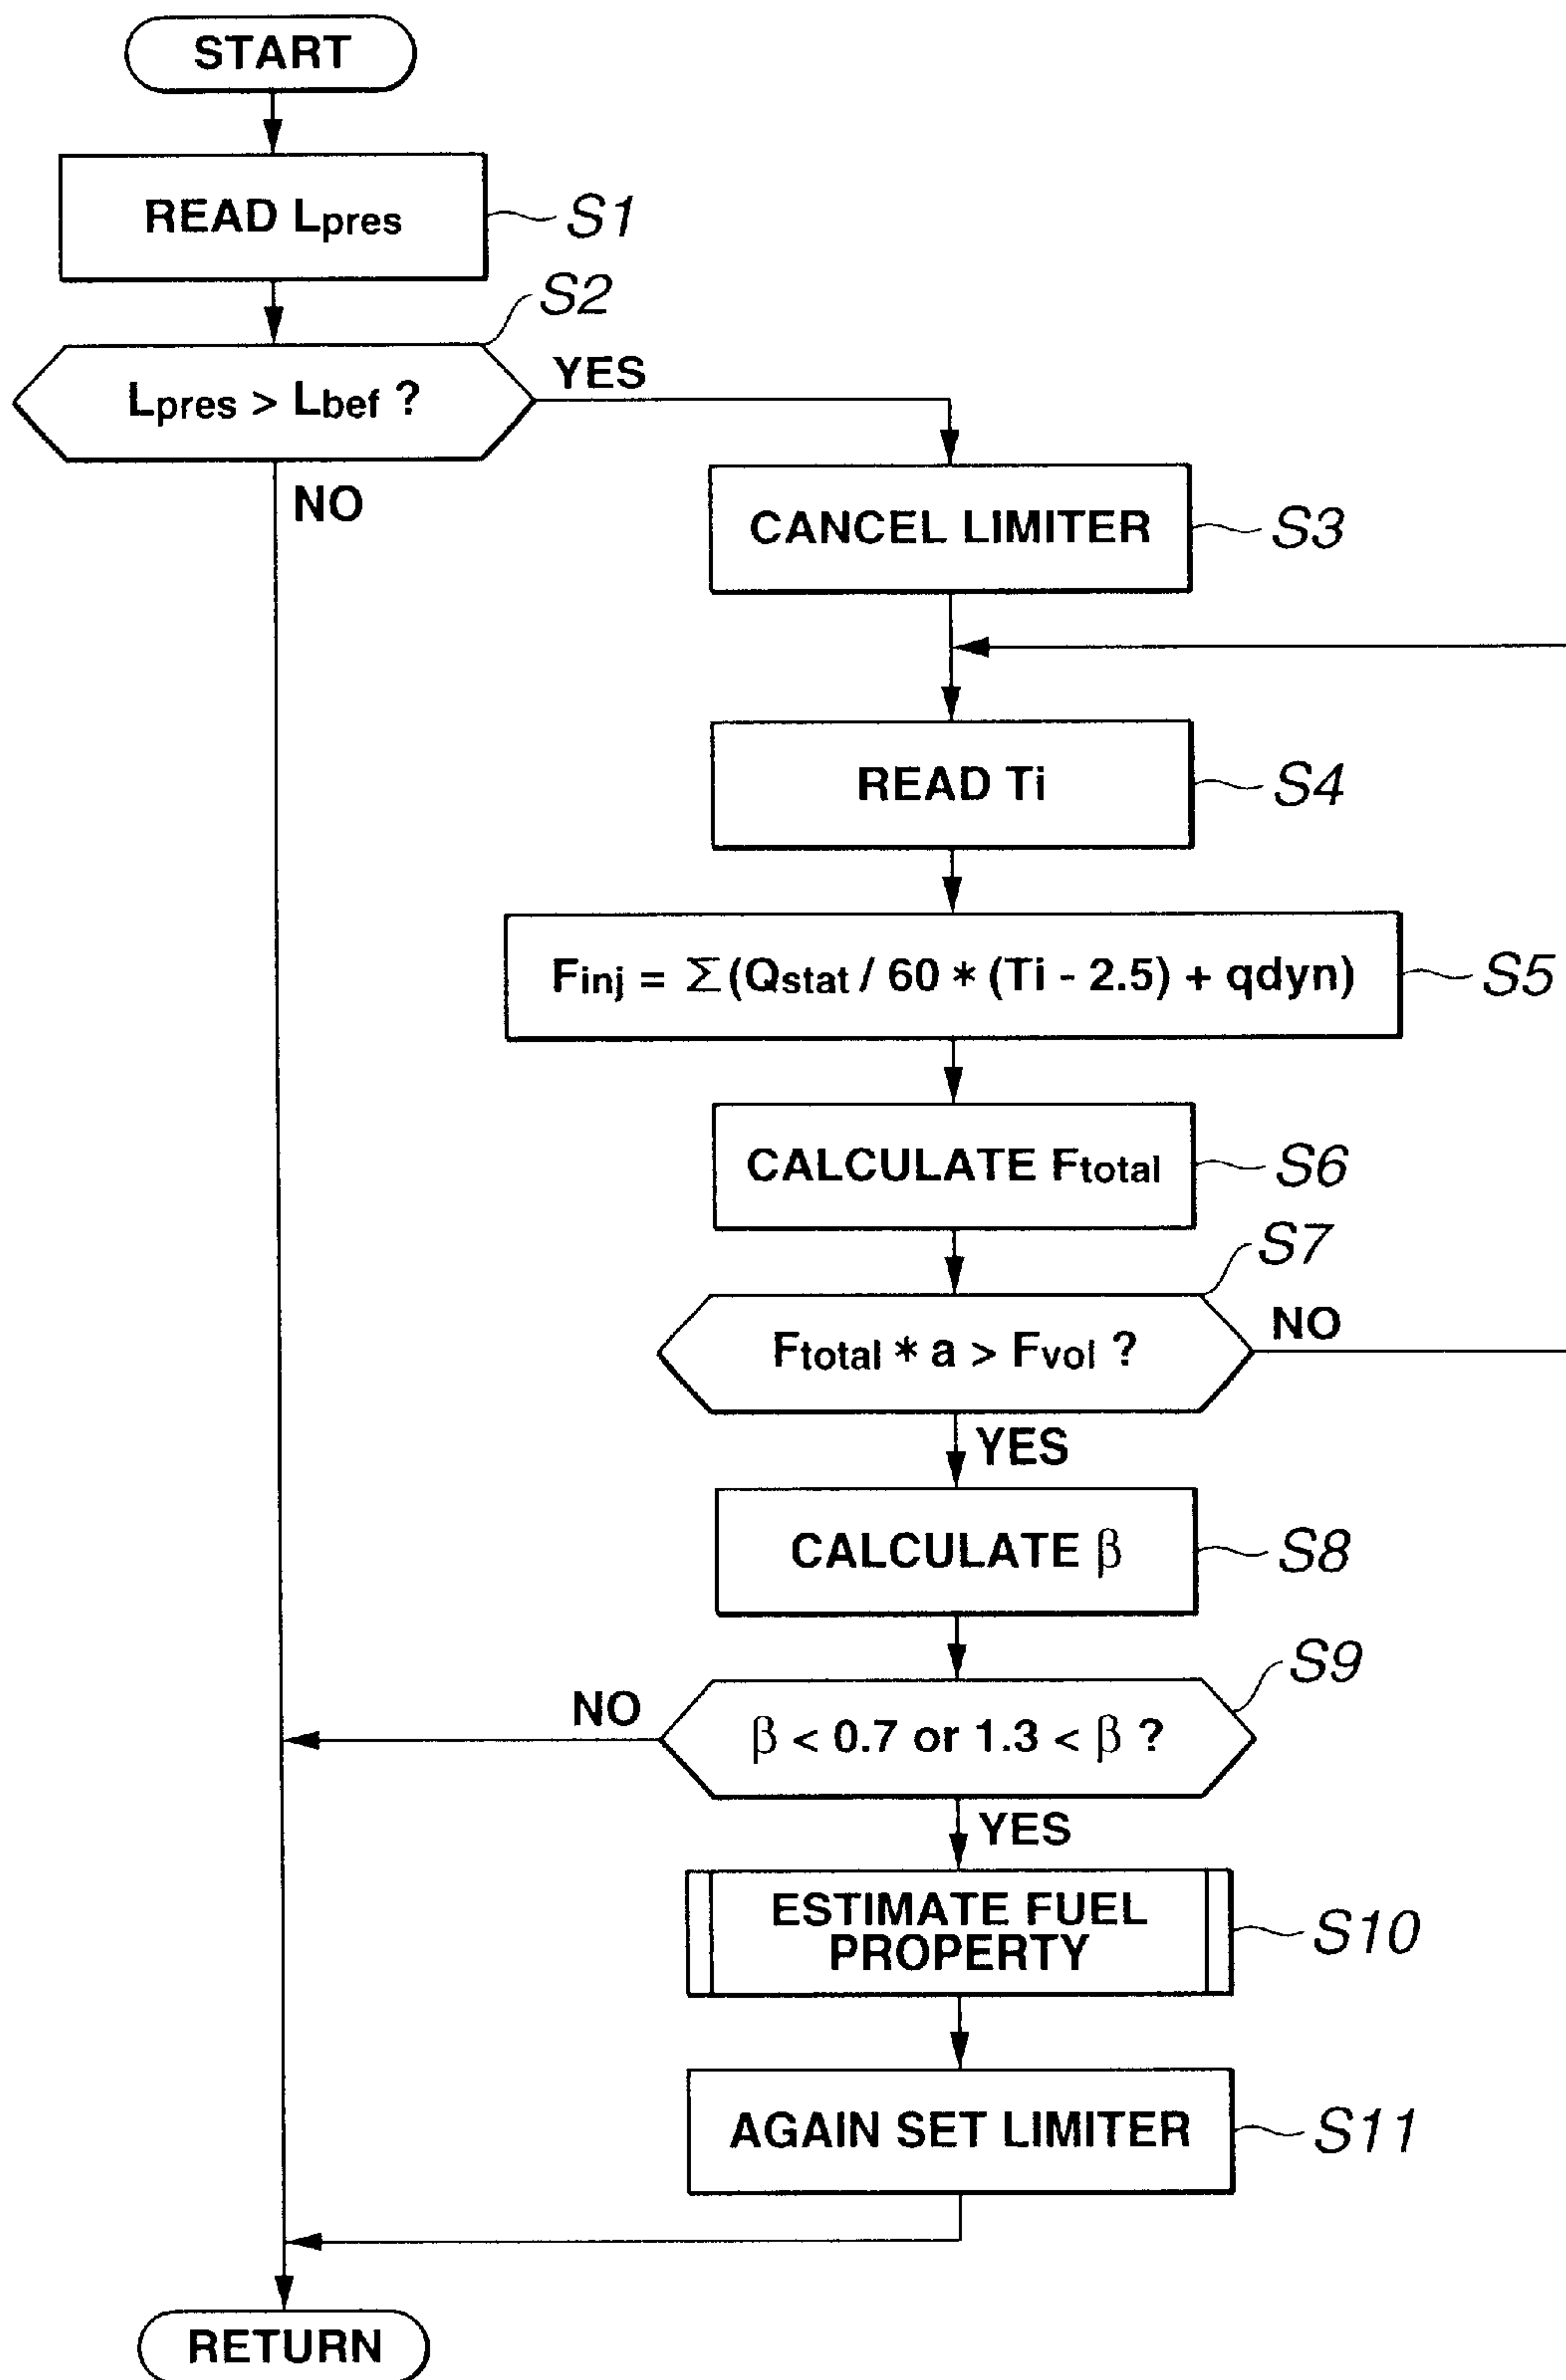 START
READ Lpres
S1
S2
Lpres > Lbef ?
YES
NO
CANCEL LIMITER
S3
READ Ti
S4
Finj = Σ(Qstat / 60 * (Ti - 2.5) + qdyn)
S5
CALCULATE Ftotal
S6
S7
Ftotal * a > Fvol ?
NO
YES
CALCULATE β
S8
S9
NO
β < 0.7 or 1.3 < β ?
YES
ESTIMATE FUEL
PROPERTY
S10
AGAIN SET LIMITER
S11
RETURN